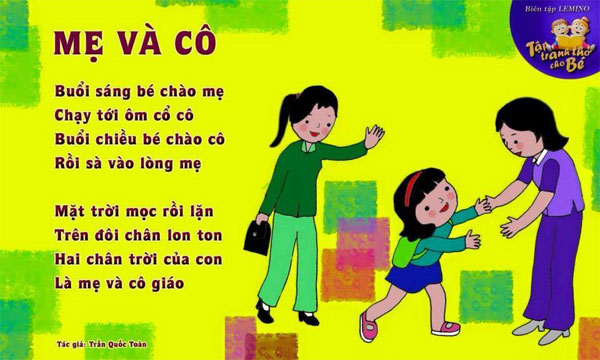 MẸ VÀ CÔ
Buổi sáng bé chào mẹ
Chạy tới ôm cổ cô
Buổi chiều bé chào cô
Rồi sà vào lòng mẹ
Mặt trời mọc rồi lặn
Trên đôi chân lon ton
Hai chân trời của con
Là mẹ và cô giáo
Tác giả: Trần Quốc Toàn
Biên tập LEMINO
Tập
tranh thơ
cho Bé